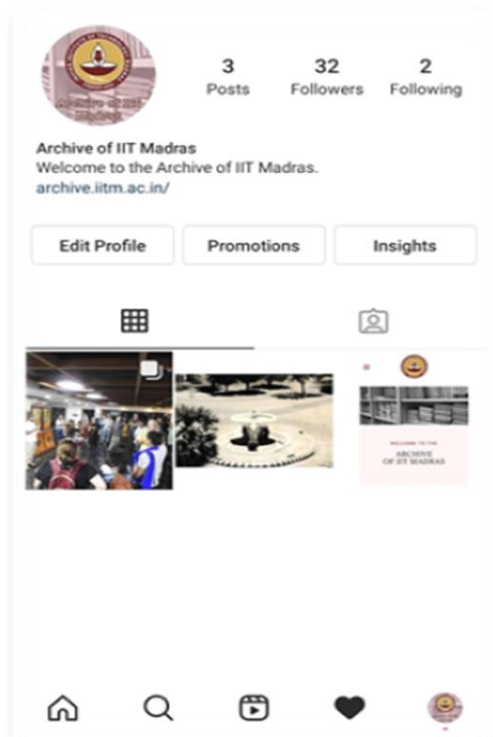 3
Posts
32
Followers
2
Following
Archive of IIT Madras
Welcome to the Archive of IIT Madras.
archive.iitm.ac.in/
Edit Profile
Promotions
Insights
WELCOME TO THE
ARCHIVE
OF IIT MADRAS